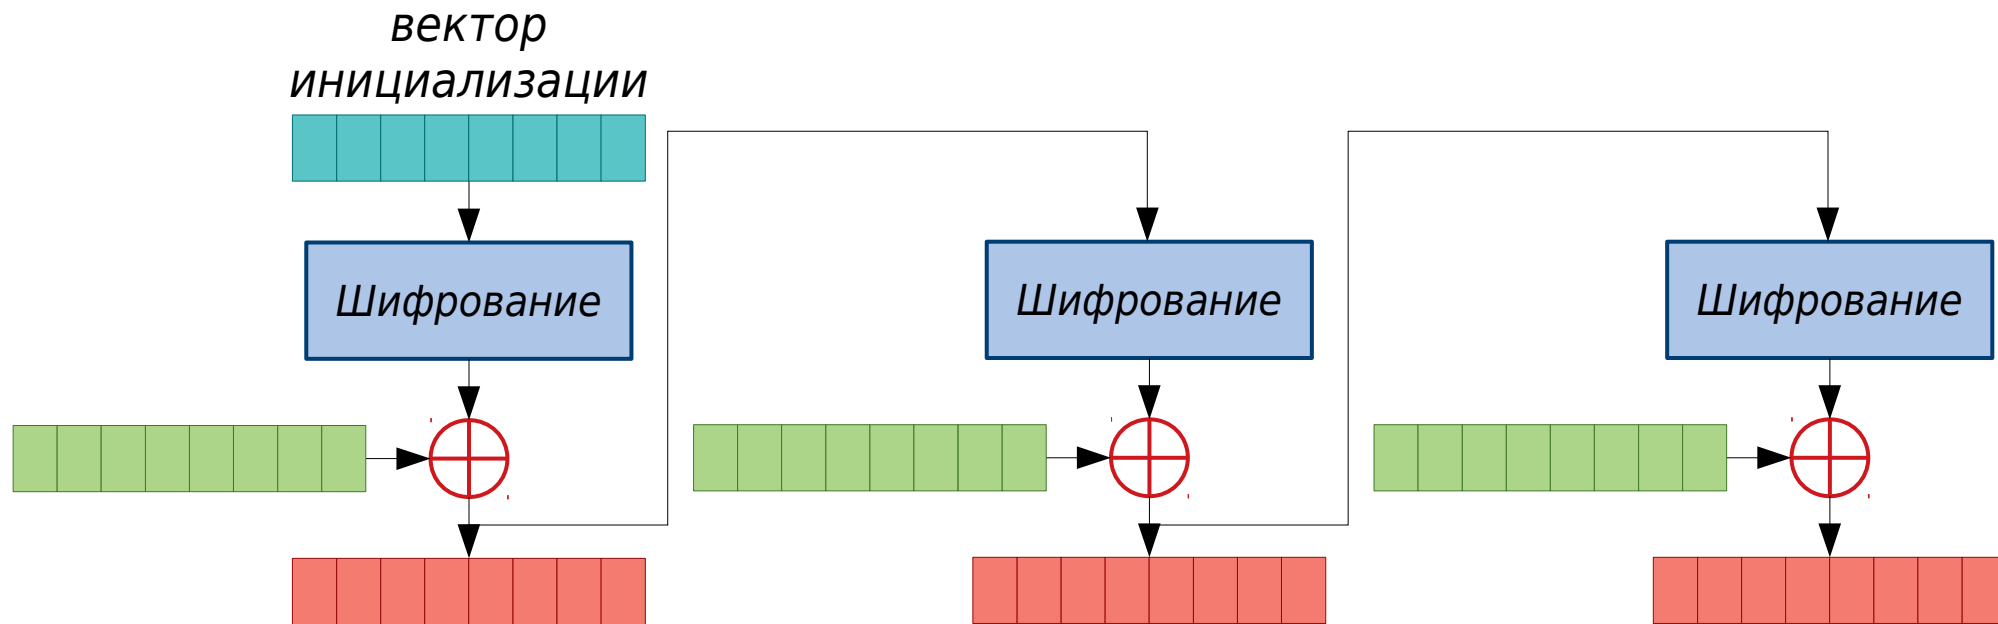 вектор
инициализации
Шифрование
Шифрование
Шифрование